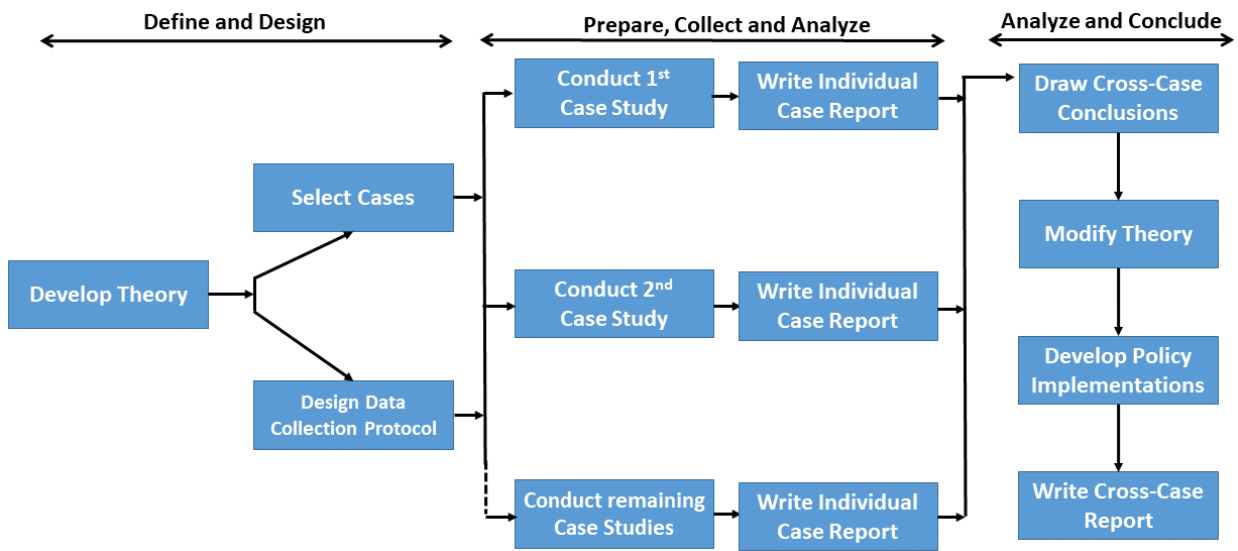 Define and Design
Prepare, Collect and Analyze
Analyze and Conclude
Develop Theory
Select Cases
Design Data
Collection Protocol
Conduct 1st
Case Study
Write Individual
Case Report
Conduct 2nd
Case Study
Write Individual
Case Report
Conduct remaining
Case Studies
Write Individual
Case Report
Draw Cross-Case
Conclusions
Modify Theory
Develop Policy
Implementations
Write Cross-Case
Report